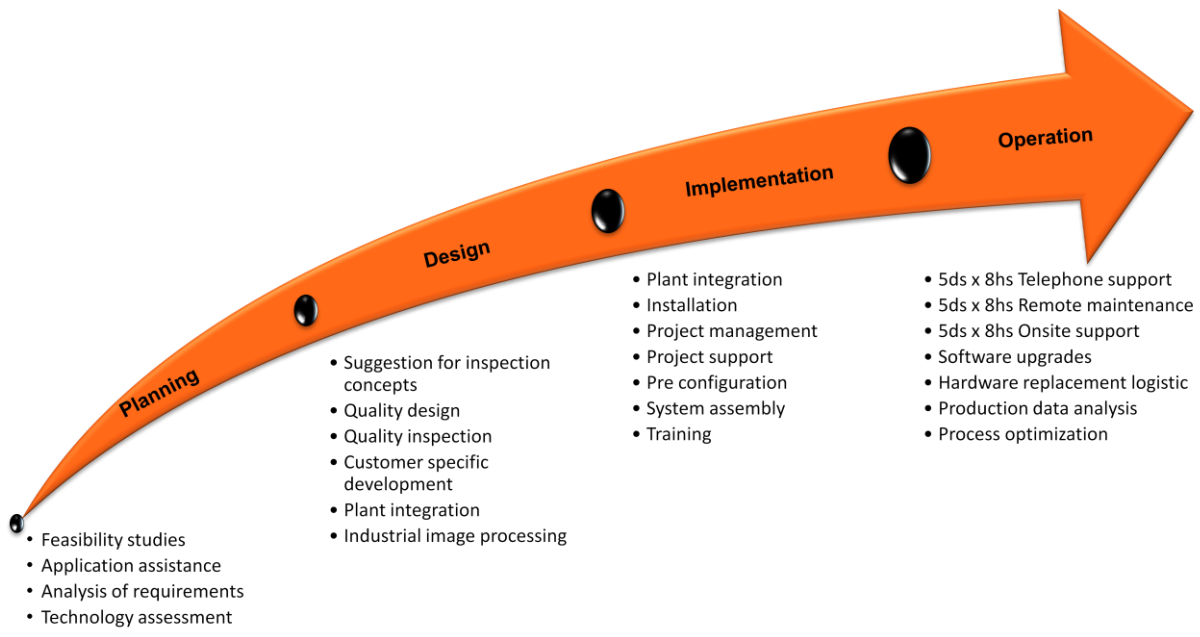 Planning
• Feasibility studies
• Application assistance
• Analysis of requirements
• Technology assessment
Design
• Suggestion for inspection
concepts
• Quality design
• Quality inspection
• Customer specific
development
• Plant integration
• Industrial image processing
Implementation
• Plant integration
• Installation
• Project management
• Project support
• Pre configuration
• System assembly
• Training
Operation
• 5ds x 8hs Telephone support
• 5ds x 8hs Remote maintenance
• 5ds x 8hs Onsite support
• Software upgrades
• Hardware replacement logistic
• Production data analysis
• Process optimization